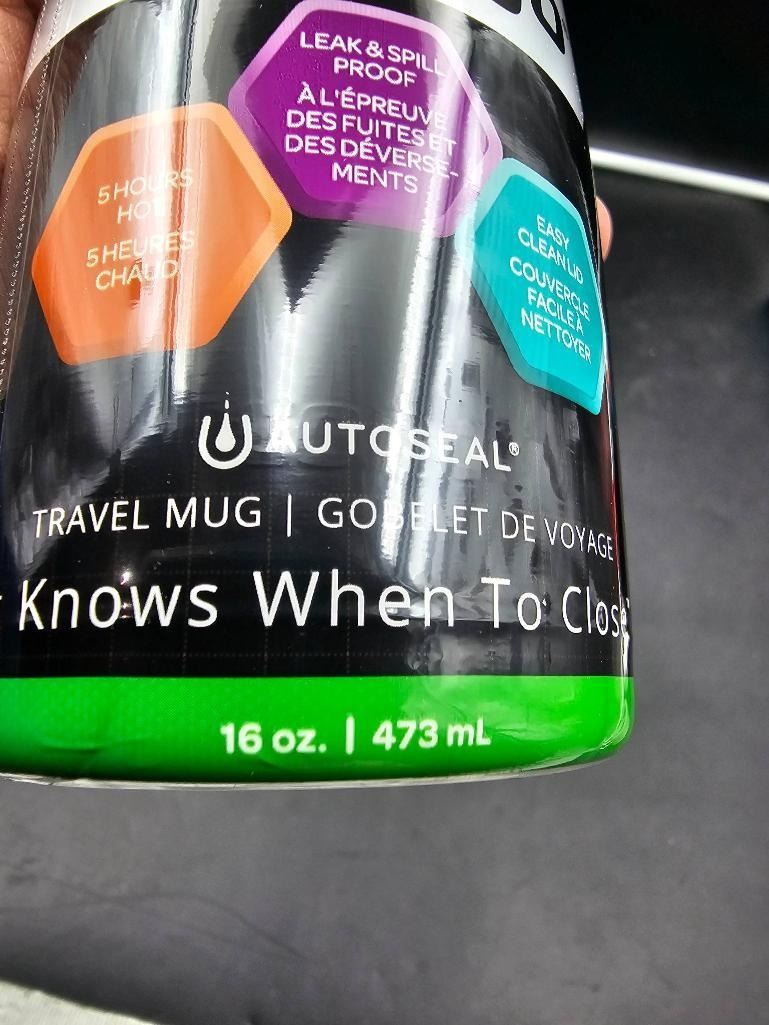 LEAK & SPILL
PROOF
À L'ÉPREUVE
DES FUITES ET
DES DÉVERSE-
MENTS
5 HOURS
HOT
5 HEURES
CHAUD
EASY
CLEAN LID
COUVERCLE
FACILE À
NETTOYER
AUTOSEAL®
TRAVEL MUG | GOBELET DE VOYAGE
Knows When To Close
16 oz. | 473 mL